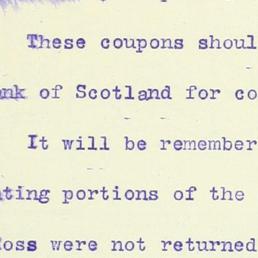 These coupons shoul
nk of Scotland for co
It will be remember
ting portions of the
oss were not returned